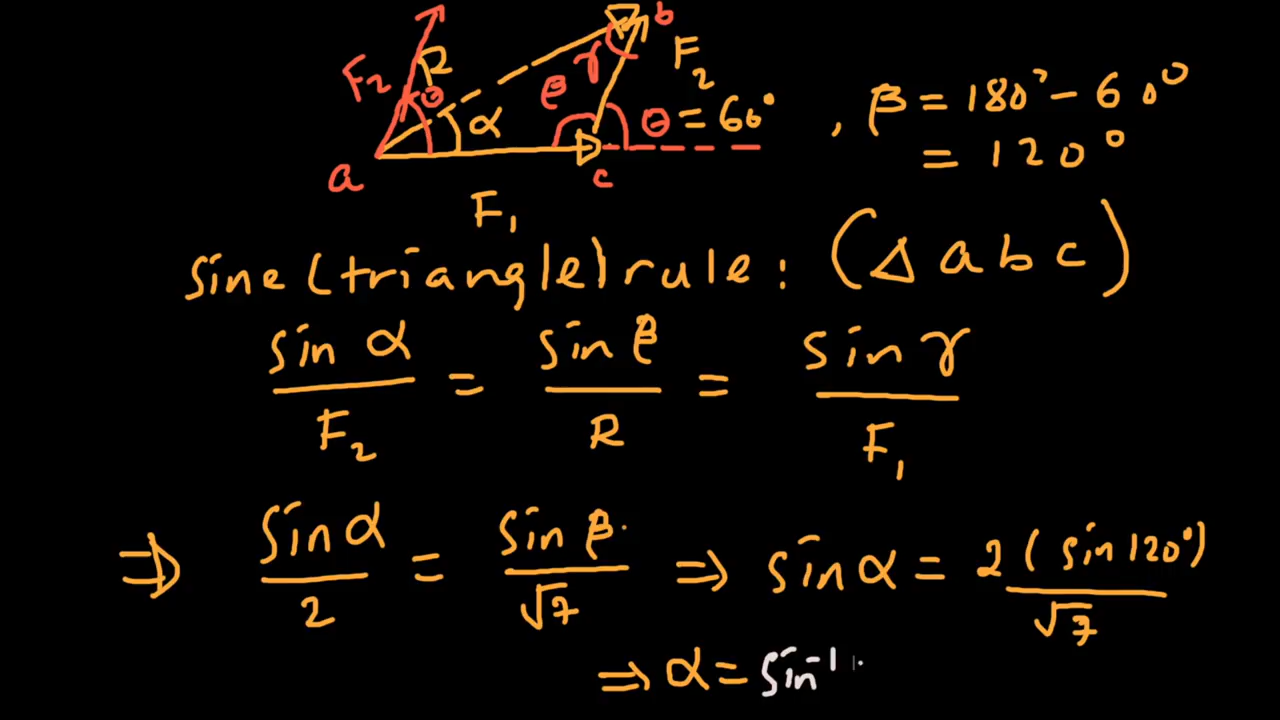 F₂ R θ α β γ b F₂
θ = 60° , β = 180° - 60°
= 120°
a F₁ c
sine (triangle) rule : (Δ a b c)
sin α / F₂ = sin β / R = sin γ / F₁
⇒ sin α / 2 = sin β / √7 ⇒ sin α = 2 ( sin 120° ) / √7
⇒ α = sin⁻¹